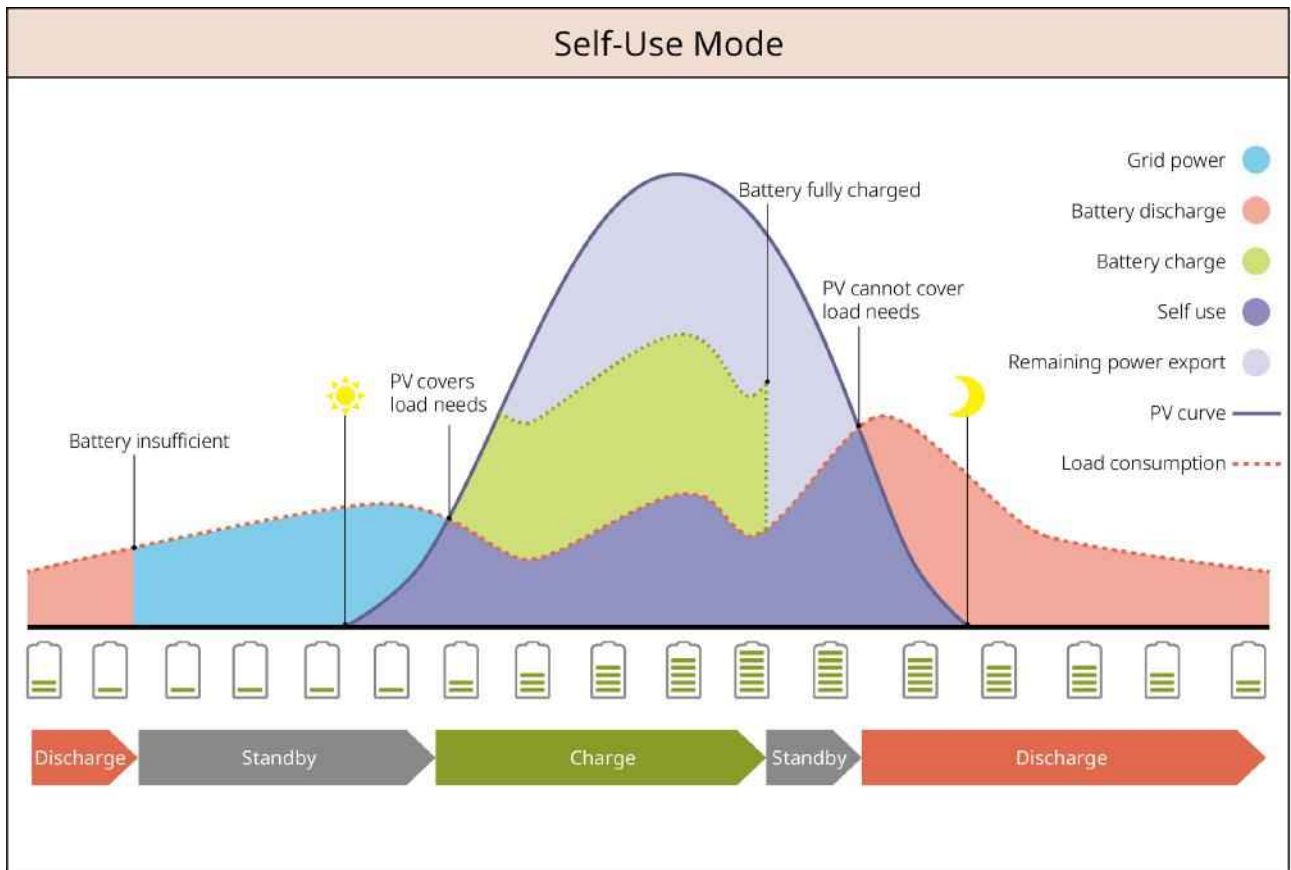 Self-Use Mode
Grid power
Battery discharge
Battery charge
Self use
Remaining power export
PV curve
Load consumption
Battery fully charged
PV cannot cover
load needs
PV covers
load needs
Battery insufficient
Discharge
Standby
Charge
Standby
Discharge